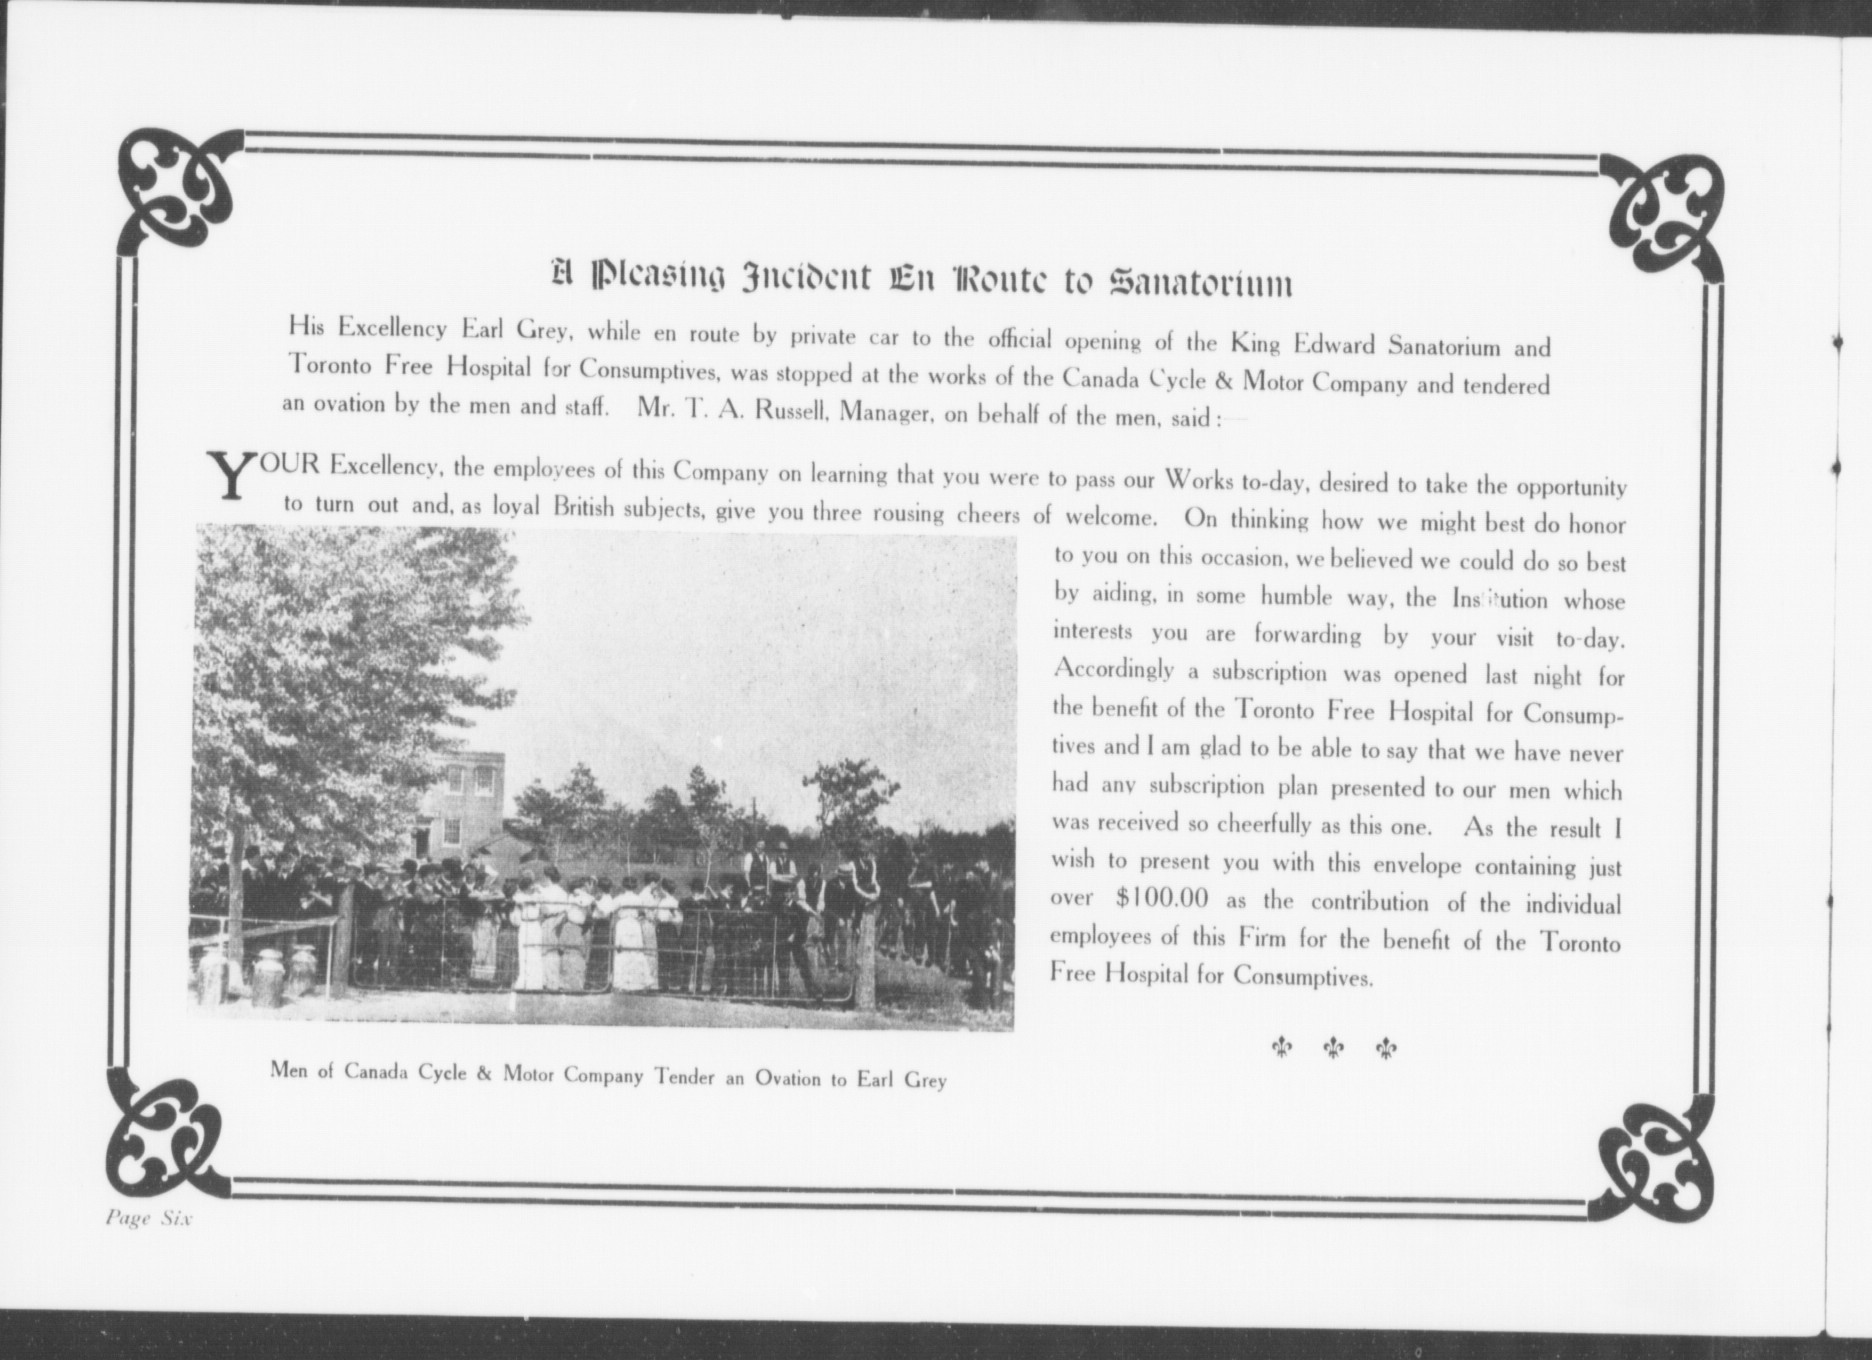 A Pleasing Incident En Route to Sanatorium
His Excellency Earl Grey, while en route by private car to the official opening of the King Edward Sanatorium and
Toronto Free Hospital for Consumptives, was stopped at the works of the Canada Cycle & Motor Company and tendered
an ovation by the men and staff. Mr. T. A. Russell, Manager, on behalf of the men, said :
YOUR Excellency, the employees of this Company on learning that you were to pass our Works to-day, desired to take the opportunity
to turn out and, as loyal British subjects, give you three rousing cheers of welcome. On thinking how we might best do honor
to you on this occasion, we believed we could do so best
by aiding, in some humble way, the Institution whose
interests you are forwarding by your visit to-day.
Accordingly a subscription was opened last night for
the benefit of the Toronto Free Hospital for Consump-
tives and I am glad to be able to say that we have never
had any subscription plan presented to our men which
was received so cheerfully as this one. As the result I
wish to present you with this envelope containing just
over $100.00 as the contribution of the individual
employees of this Firm for the benefit of the Toronto
Free Hospital for Consumptives.
Men of Canada Cycle & Motor Company Tender an Ovation to Earl Grey
Page Six